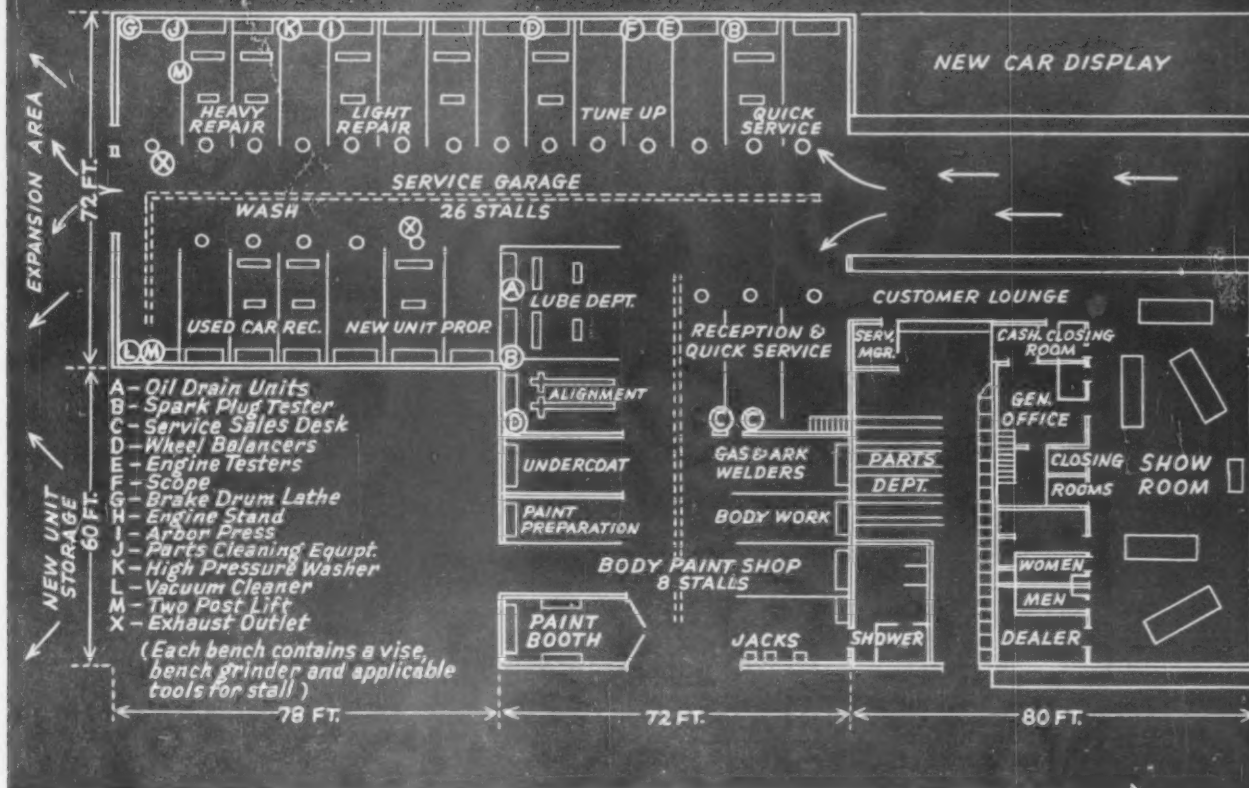 G J K I D F E B
NEW CAR DISPLAY
M
HEAVY
REPAIR
LIGHT
REPAIR
TUNE UP
QUICK
SERVICE
X
EXPANSION AREA
72 FT.
SERVICE GARAGE
WASH
26 STALLS
X
A
LUBE DEPT.
USED CAR REC.
NEW UNIT PROP.
RECEPTION &
QUICK SERVICE
CUSTOMER LOUNGE
SERV.
MGR.
CASH. CLOSING
ROOM
L M
B
ALIGNMENT
D
C C
GEN.
OFFICE
A - Oil Drain Units
B - Spark Plug Tester
C - Service Sales Desk
D - Wheel Balancers
E - Engine Testers
F - Scope
G - Brake Drum Lathe
H - Engine Stand
I - Arbor Press
J - Parts Cleaning Equipt.
K - High Pressure Washer
L - Vacuum Cleaner
M - Two Post Lift
X - Exhaust Outlet
(Each bench contains a vise,
bench grinder and applicable
tools for stall)
NEW UNIT
STORAGE
60 FT.
UNDERCOAT
GAS & ARK
WELDERS
PARTS
DEPT.
CLOSING
ROOMS
SHOW
ROOM
PAINT
PREPARATION
BODY WORK
BODY PAINT SHOP
8 STALLS
WOMEN
MEN
PAINT
BOOTH
JACKS
SHOWER
DEALER
78 FT.
72 FT.
80 FT.